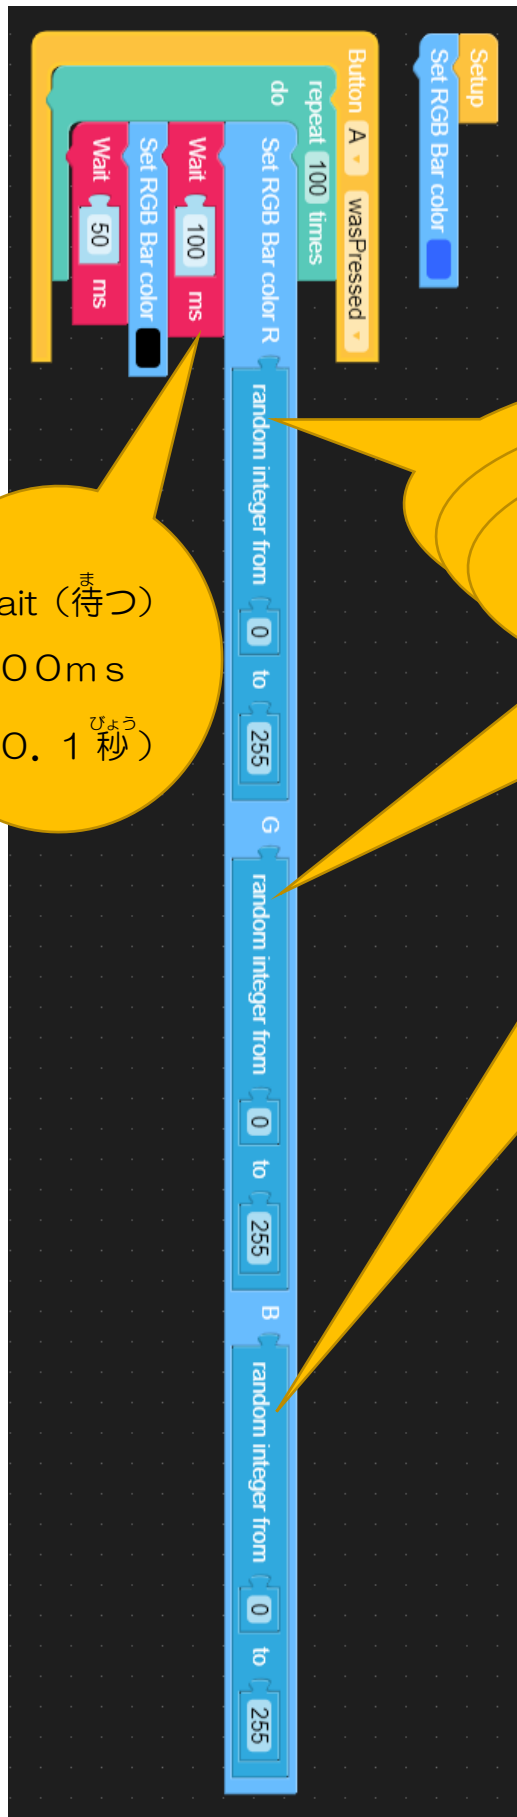 Setup
Set RGB Bar color
Button A wasPressed
repeat 100 times
do
Set RGB Bar color R random integer from 0 to 255 G random integer from 0 to 255 B random integer from 0 to 255
Wait 100 ms
Set RGB Bar color
Wait 50 ms
ait（待つ）
００ｍｓ
０．１秒）